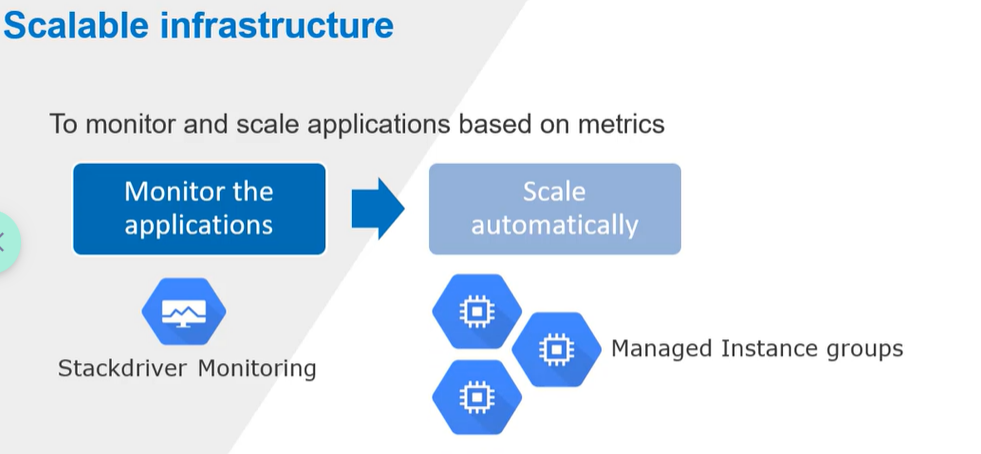 Scalable infrastructure
To monitor and scale applications based on metrics
Monitor the
applications
Scale
automatically
Stackdriver Monitoring
Managed Instance groups